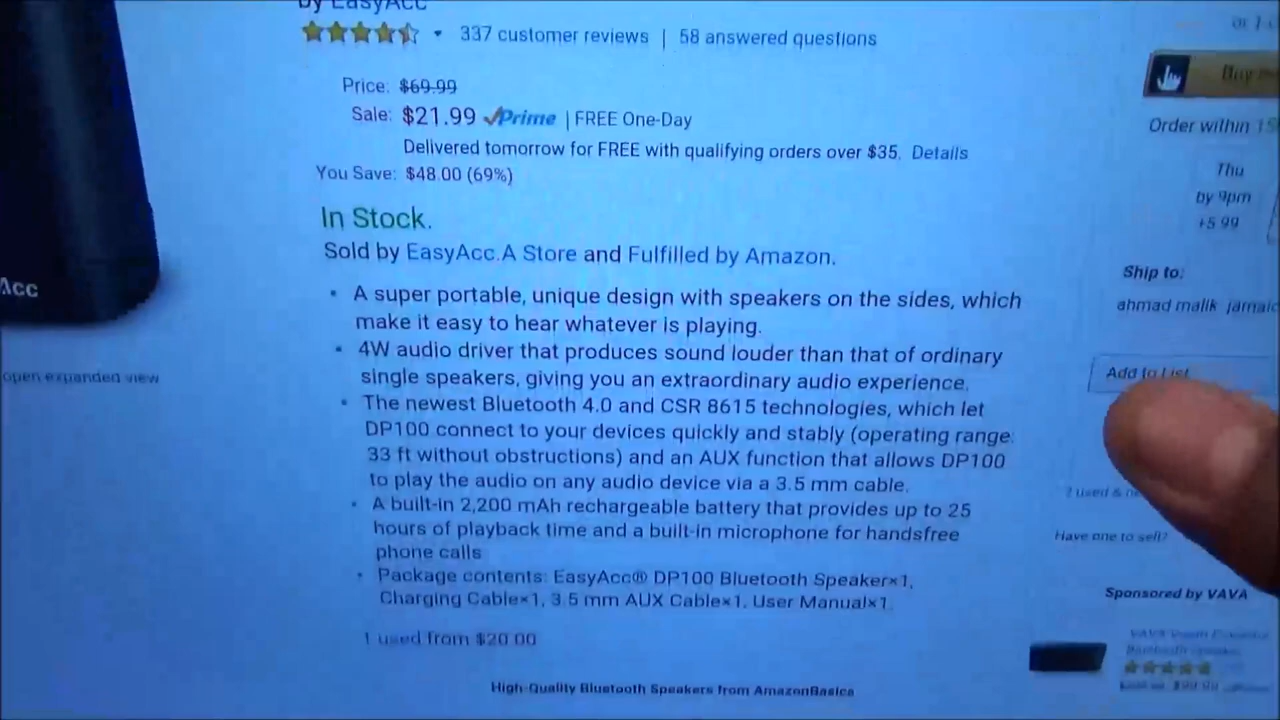 by EasyAcc
337 customer reviews | 58 answered questions
Price: $69.99
Sale: $21.99 Prime | FREE One-Day
Delivered tomorrow for FREE with qualifying orders over $35. Details
You Save: $48.00 (69%)
In Stock.
Sold by EasyAcc.A Store and Fulfilled by Amazon.
• A super portable, unique design with speakers on the sides, which
make it easy to hear whatever is playing.
• 4W audio driver that produces sound louder than that of ordinary
single speakers, giving you an extraordinary audio experience.
• The newest Bluetooth 4.0 and CSR 8615 technologies, which let
DP100 connect to your devices quickly and stably (operating range:
33 ft without obstructions) and an AUX function that allows DP100
to play the audio on any audio device via a 3.5 mm cable.
• A built-in 2,200 mAh rechargeable battery that provides up to 25
hours of playback time and a built-in microphone for handsfree
phone calls
• Package contents: EasyAcc® DP100 Bluetooth Speaker×1,
Charging Cable×1, 3.5 mm AUX Cable×1, User Manual×1.
1 used from $20.00
High-Quality Bluetooth Speakers from AmazonBasics
Acc
open expanded view
Buy
Order within 15
Thu
by 9pm
+5.99
Ship to:
ahmad malik jamaic
Add to List
used &
Have one to sell?
Sponsored by VAVA
VAVA